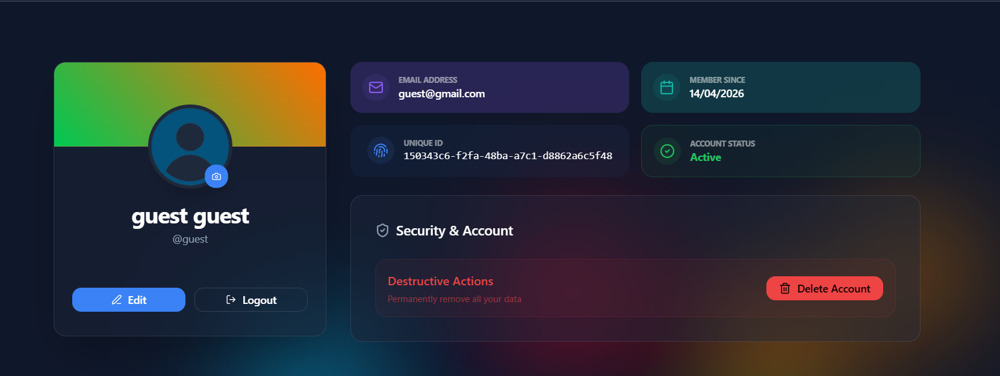 guest guest
@guest
Edit
Logout
EMAIL ADDRESS
guest@gmail.com
MEMBER SINCE
14/04/2026
UNIQUE ID
150343c6-f2fa-48ba-a7c1-d8862a6c5f48
ACCOUNT STATUS
Active
Security & Account
Destructive Actions
Permanently remove all your data
Delete Account